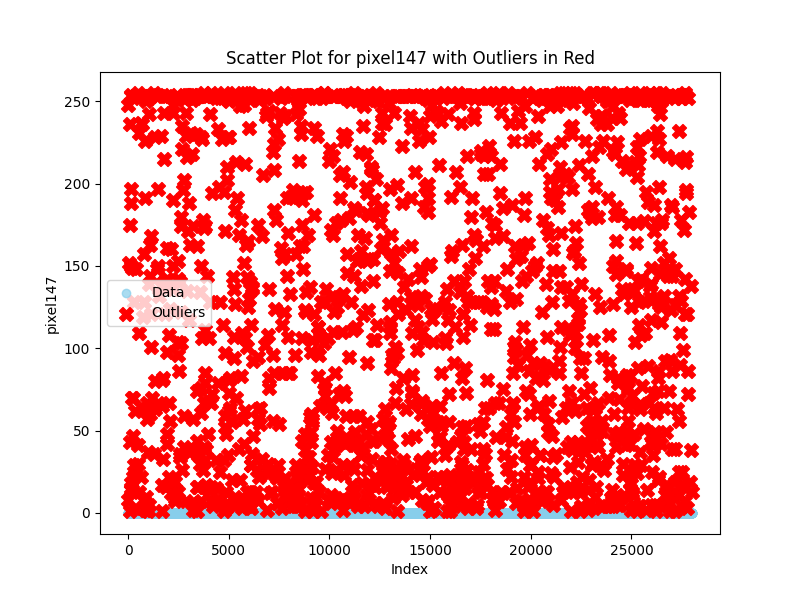 Scatter Plot for pixel147 with Outliers in Red
250
200
150
100
50
0
pixel147
Data
Outliers
0 5000 10000 15000 20000 25000
Index